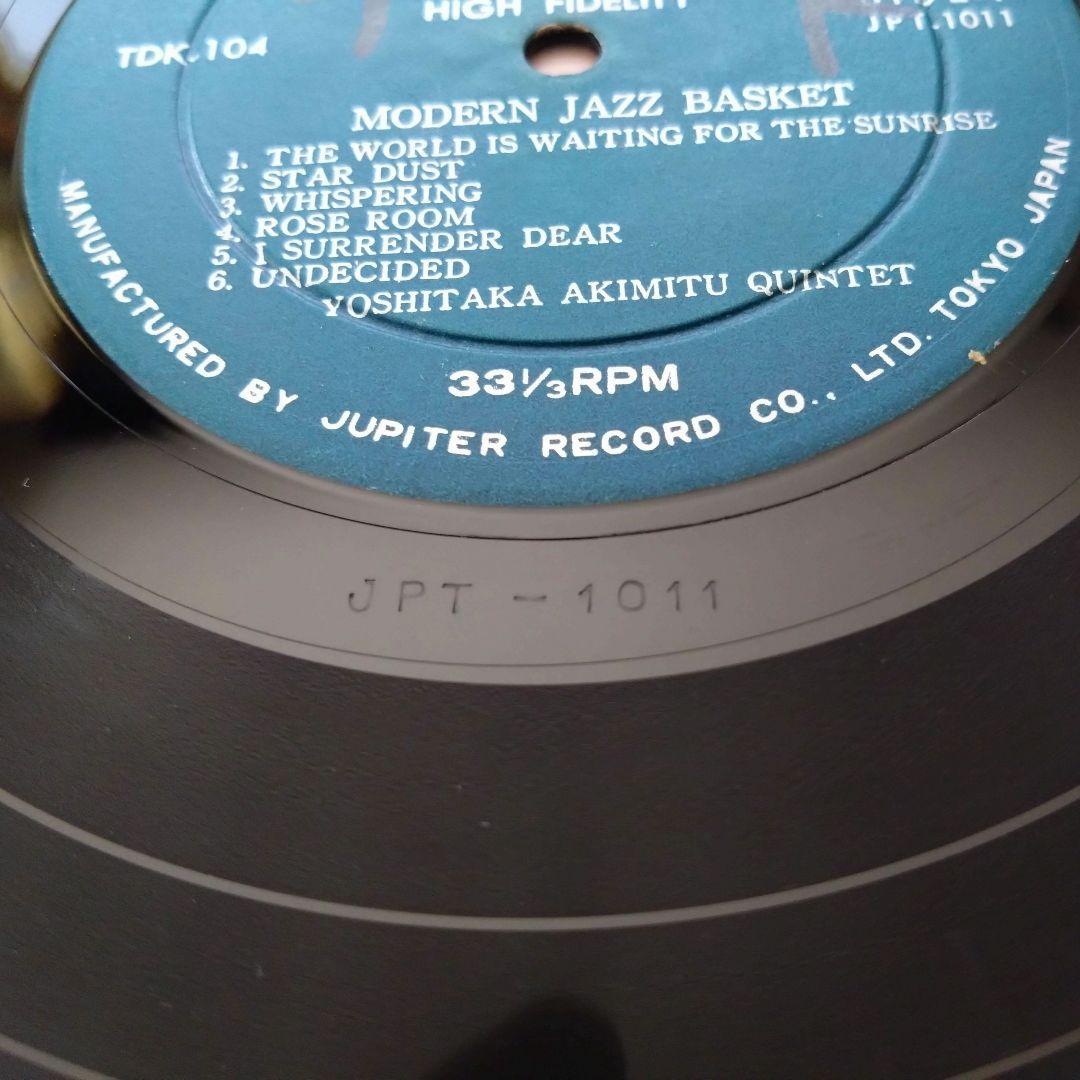 HIGH FIDELITY
TDK-104
JPT.1011
MODERN JAZZ BASKET
1. THE WORLD IS WAITING FOR THE SUNRISE
2. STAR DUST
3. WHISPERING
4. ROSE ROOM
5. I SURRENDER DEAR
6. UNDECIDED
YOSHITAKA AKIMITU QUINTET
33⅓RPM
MANUFACTURED BY JUPITER RECORD CO., LTD. TOKYO JAPAN
JPT-1011